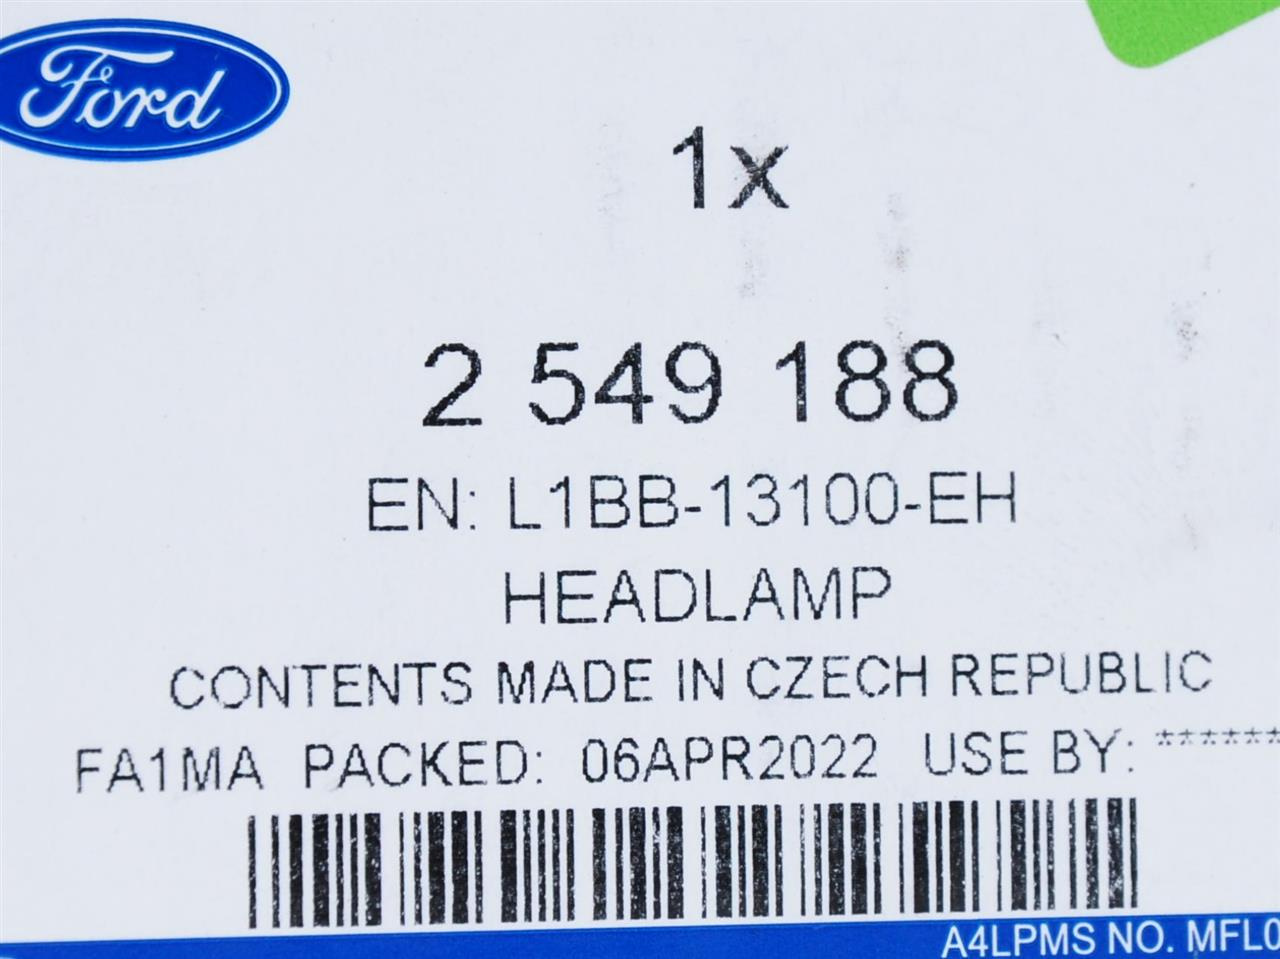 Ford
1x
2 549 188
EN: L1BB-13100-EH
HEADLAMP
CONTENTS MADE IN CZECH REPUBLIC
FA1MA PACKED: 06APR2022 USE BY: *******
A4LPMS NO. MFL0